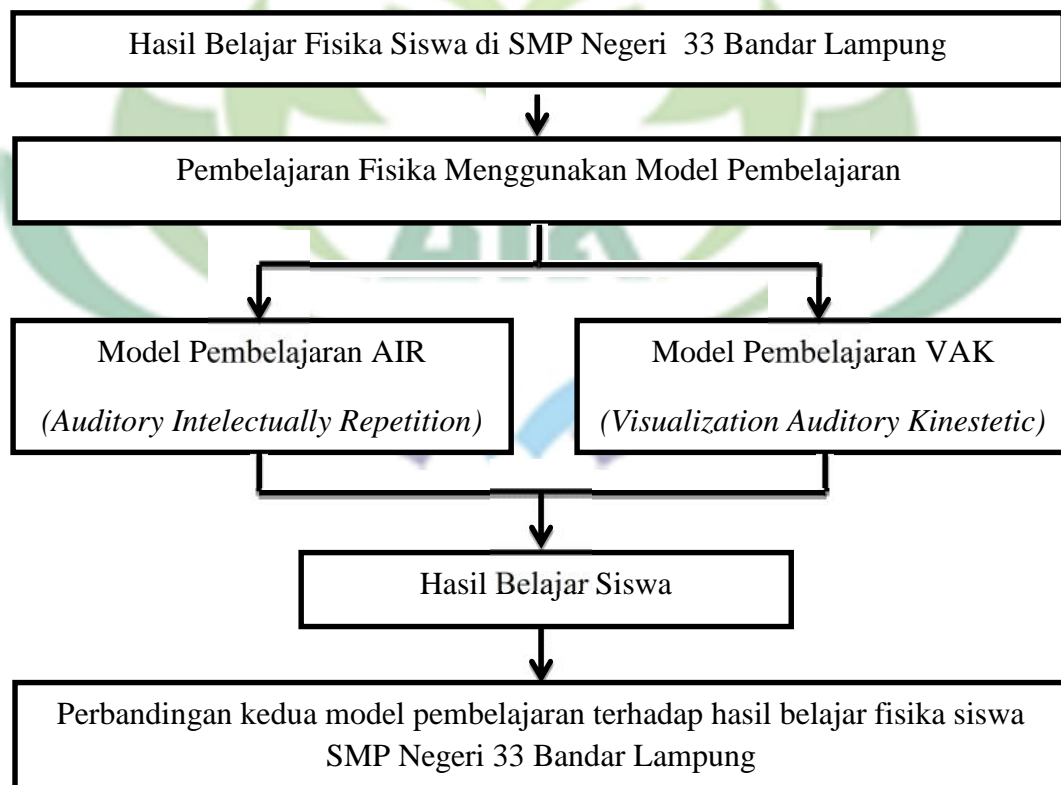 Hasil Belajar Fisika Siswa di SMP Negeri 33 Bandar Lampung
Pembelajaran Fisika Menggunakan Model Pembelajaran
Model Pembelajaran AIR
(Auditory Intelectually Repetition)
Model Pembelajaran VAK
(Visualization Auditory Kinestetic)
Hasil Belajar Siswa
Perbandingan kedua model pembelajaran terhadap hasil belajar fisika siswa
SMP Negeri 33 Bandar Lampung